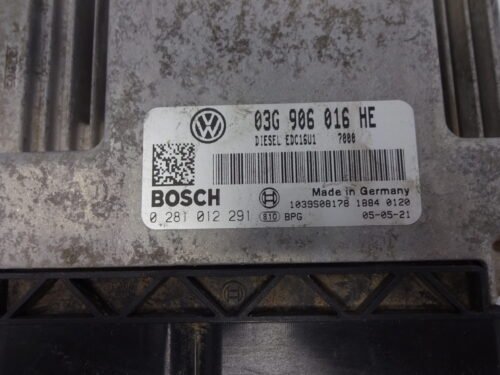 03G 906 016 HE
DIESEL EDC16U1 7000
BOSCH
Made in Germany
1039S08178 1884 0120
0 281 012 291 810 BPG 05-05-21